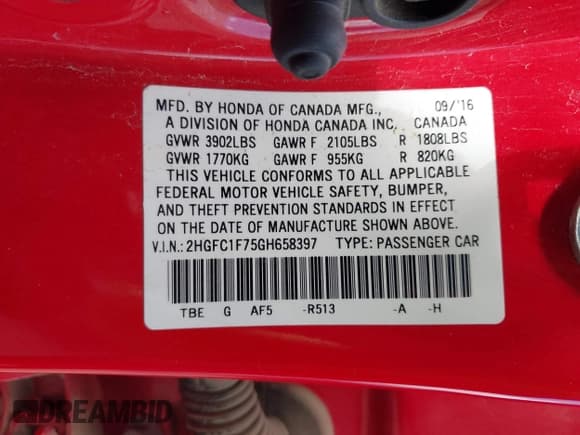 MFD. BY HONDA OF CANADA MFG., 09/'16
A DIVISION OF HONDA CANADA INC. CANADA
GVWR 3902LBS GAWR F 2105LBS R 1808LBS
GVWR 1770KG GAWR F 955KG R 820KG
THIS VEHICLE CONFORMS TO ALL APPLICABLE
FEDERAL MOTOR VEHICLE SAFETY, BUMPER,
AND THEFT PREVENTION STANDARDS IN EFFECT
ON THE DATE OF MANUFACTURE SHOWN ABOVE.
V.I.N.: 2HGFC1F75GH658397 TYPE: PASSENGER CAR
TBE G AF5 -R513 -A -H
DREAMBID